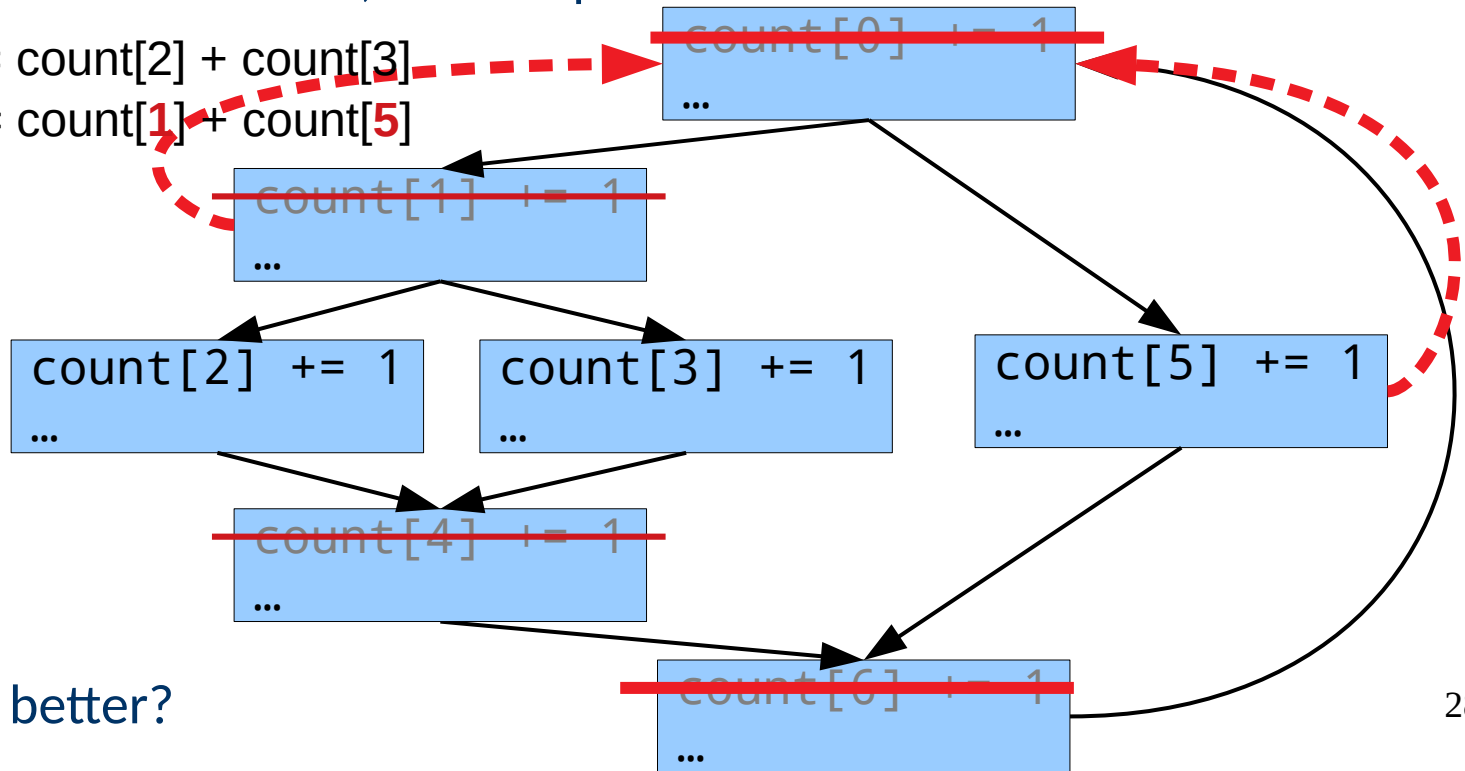 = count[2] + count[3]
= count[1] + count[5]
count[0] += 1
...
count[1] += 1
...
count[2] += 1
...
count[3] += 1
...
count[5] += 1
...
count[4] += 1
...
count[6] += 1
...
better?